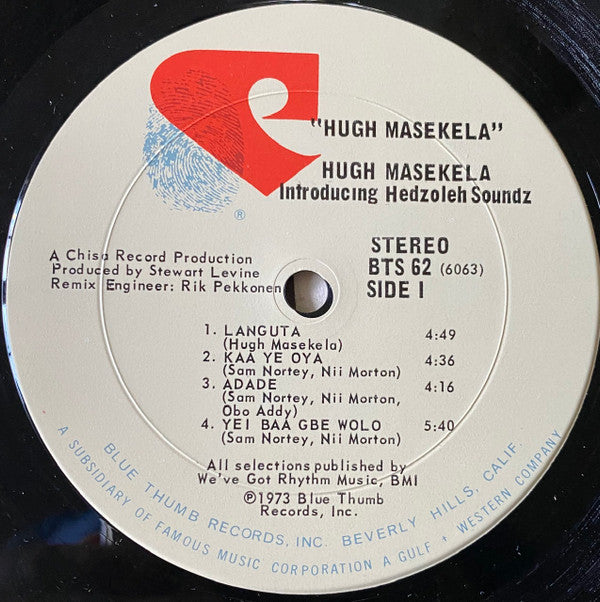 ®
"HUGH MASEKELA"
HUGH MASEKELA
Introducing Hedzoleh Soundz
A Chisa Record Production
Produced by Stewart Levine
Remix Engineer: Rik Pekkonen
STEREO
BTS 62 (6063)
SIDE 1
1. LANGUTA 4:49
(Hugh Masekela)
2. KAA YE OYA 4:36
(Sam Nortey, Nii Morton)
3. ADADE 4:16
(Sam Nortey, Nii Morton,
Obo Addy)
4. YEI BAA GBE WOLO 5:40
(Sam Nortey, Nii Morton)
All selections published by
We've Got Rhythm Music, BMI
℗1973 Blue Thumb
Records, Inc.
BLUE THUMB RECORDS, INC. BEVERLY HILLS, CALIF.
A SUBSIDIARY OF FAMOUS MUSIC CORPORATION A GULF + WESTERN COMPANY